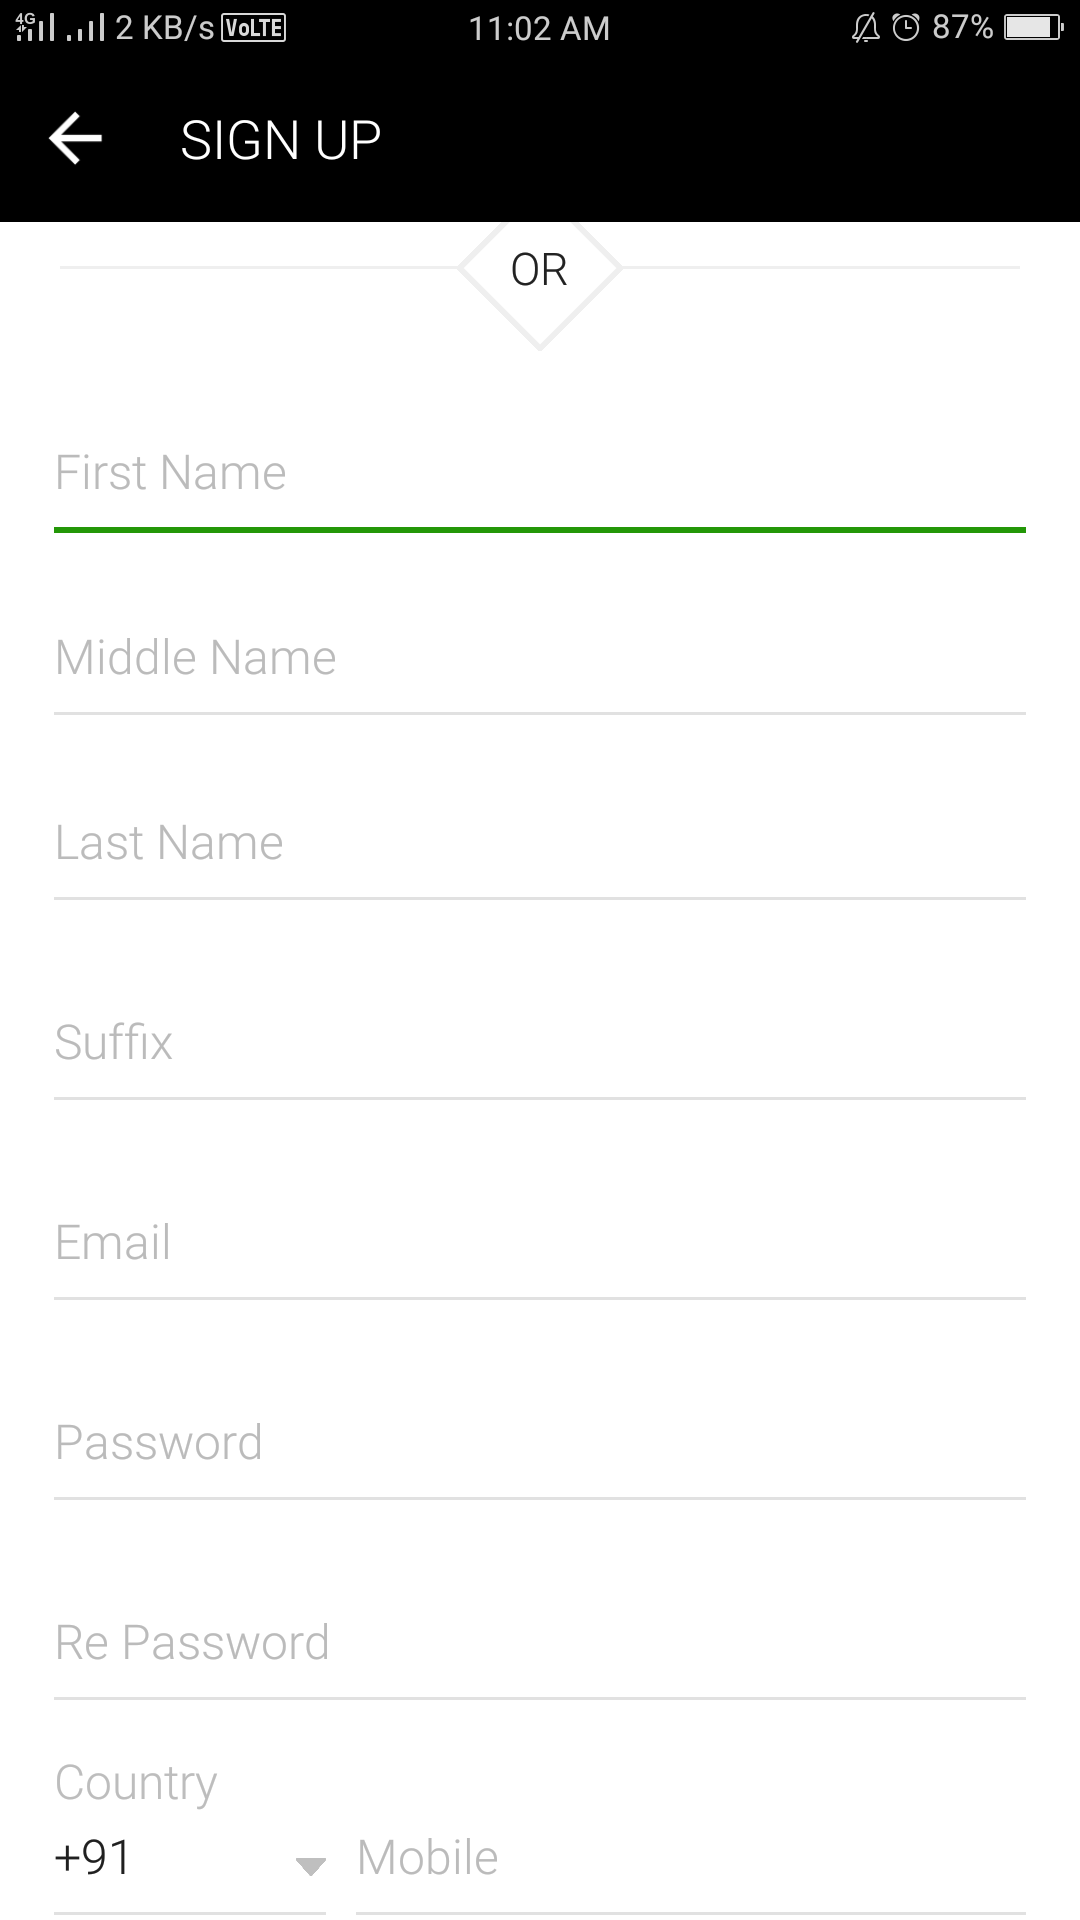 4G 2 KB/s VoLTE 11:02 AM 87%
SIGN UP
OR
First Name
Middle Name
Last Name
Suffix
Email
Password
Re Password
Country
+91 Mobile